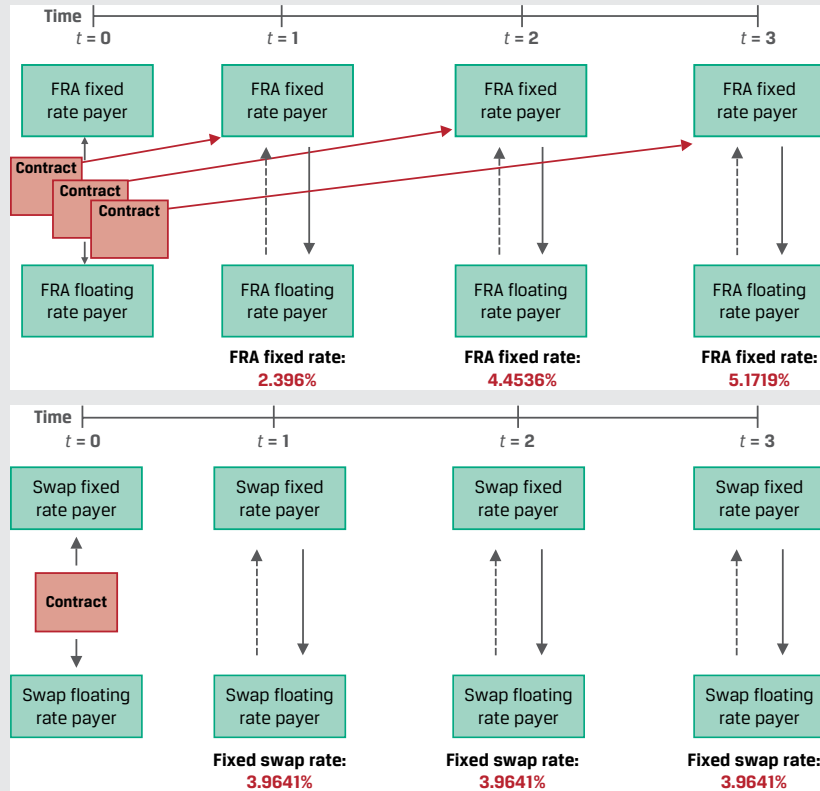 Time
t = 0 t = 1 t = 2 t = 3
FRA fixed FRA fixed FRA fixed FRA fixed
rate payer rate payer rate payer rate payer
Contract
Contract
Contract
FRA floating FRA floating FRA floating FRA floating
rate payer rate payer rate payer rate payer
FRA fixed rate: FRA fixed rate: FRA fixed rate:
2.396% 4.4536% 5.1719%
Time
t = 0 t = 1 t = 2 t = 3
Swap fixed Swap fixed Swap fixed Swap fixed
rate payer rate payer rate payer rate payer
Contract
Swap floating Swap floating Swap floating Swap floating
rate payer rate payer rate payer rate payer
Fixed swap rate: Fixed swap rate: Fixed swap rate:
3.9641% 3.9641% 3.9641%